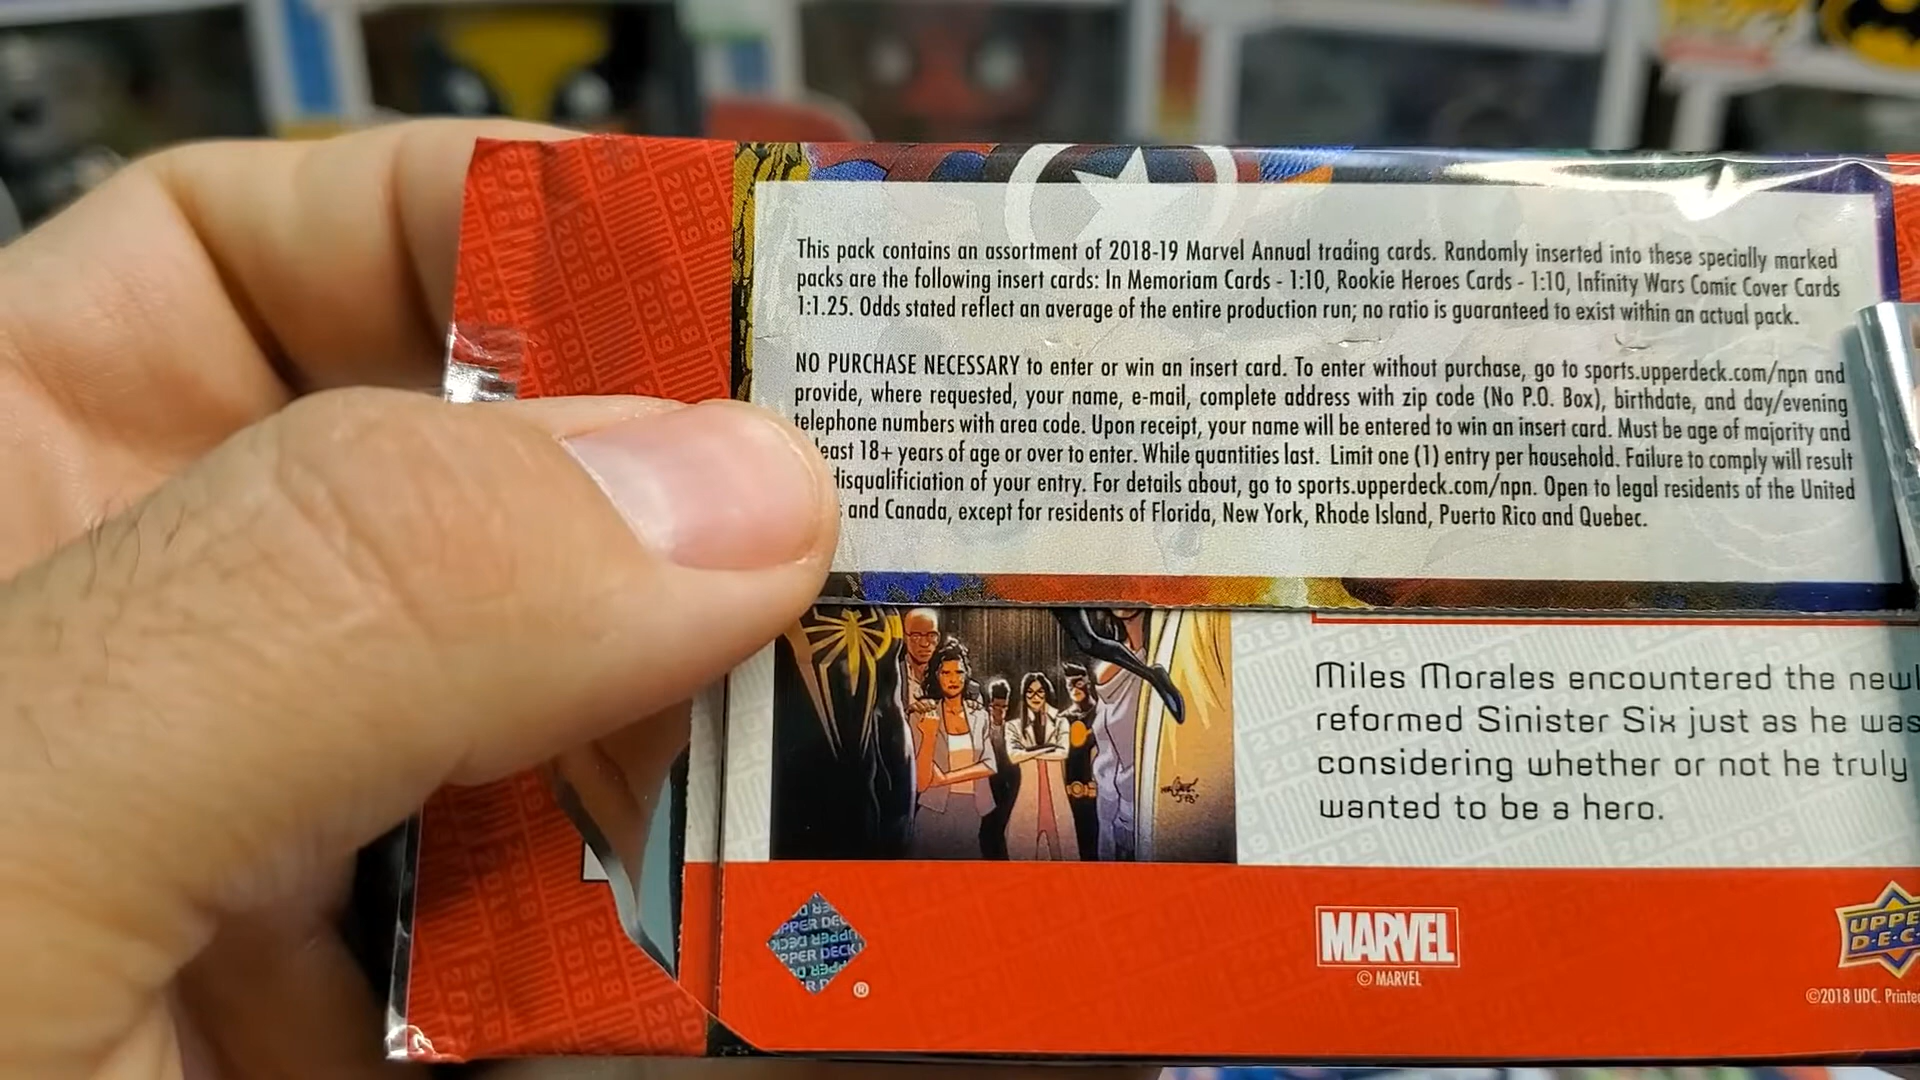 This pack contains an assortment of 2018-19 Marvel Annual trading cards. Randomly inserted into these specially marked
packs are the following insert cards: In Memoriam Cards - 1:10, Rookie Heroes Cards - 1:10, Infinity Wars Comic Cover Cards
1:1.25. Odds stated reflect an average of the entire production run; no ratio is guaranteed to exist within an actual pack.
NO PURCHASE NECESSARY to enter or win an insert card. To enter without purchase, go to sports.upperdeck.com/npn and
provide, where requested, your name, e-mail, complete address with zip code (No P.O. Box), birthdate, and day/evening
telephone numbers with area code. Upon receipt, your name will be entered to win an insert card. Must be age of majority and
east 18+ years of age or over to enter. While quantities last. Limit one (1) entry per household. Failure to comply will result
disqualificiation of your entry. For details about, go to sports.upperdeck.com/npn. Open to legal residents of the United
and Canada, except for residents of Florida, New York, Rhode Island, Puerto Rico and Quebec.
Miles Morales encountered the newl
reformed Sinister Six just as he was
considering whether or not he truly
wanted to be a hero.
UPPER DECK
®
MARVEL
© MARVEL
UPPE
D·E·C
©2018 UDC. Printe
2018 2019